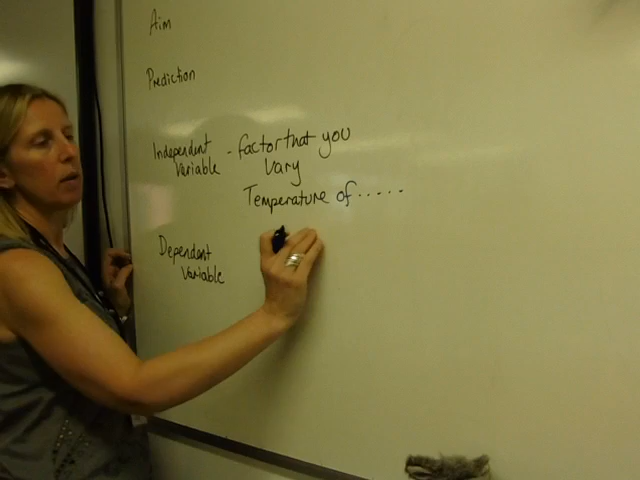 Aim
Prediction
Independent - factor that you
Variable vary
Temperature of .....
Dependent
Variable